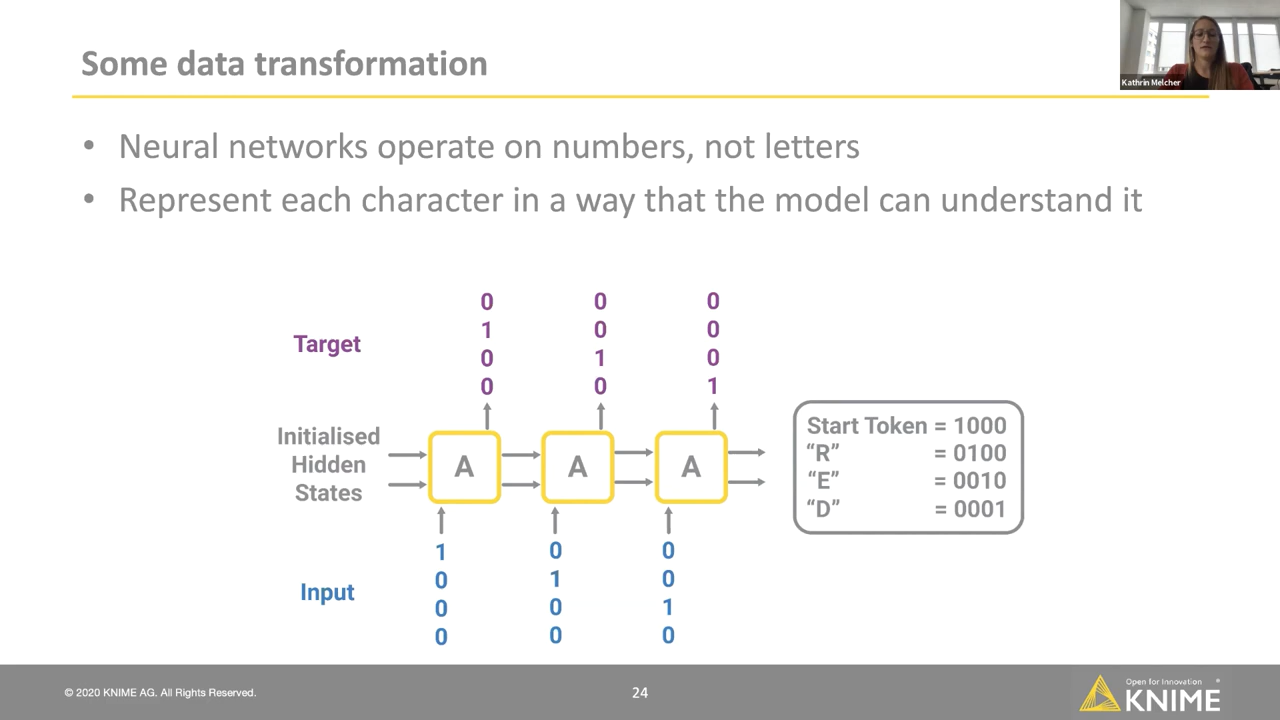 Some data transformation
Kathrin Melcher
• Neural networks operate on numbers, not letters
• Represent each character in a way that the model can understand it
0 0 0
1 0 0
Target
0 1 0
0 0 1
Initialised
Hidden
States
A A A
Start Token = 1000
“R” = 0100
“E” = 0010
“D” = 0001
1 0 0
0 1 0
Input
0 0 1
0 0 0
© 2020 KNIME AG. All Rights Reserved.
24
Open for Innovation ®
KNIME